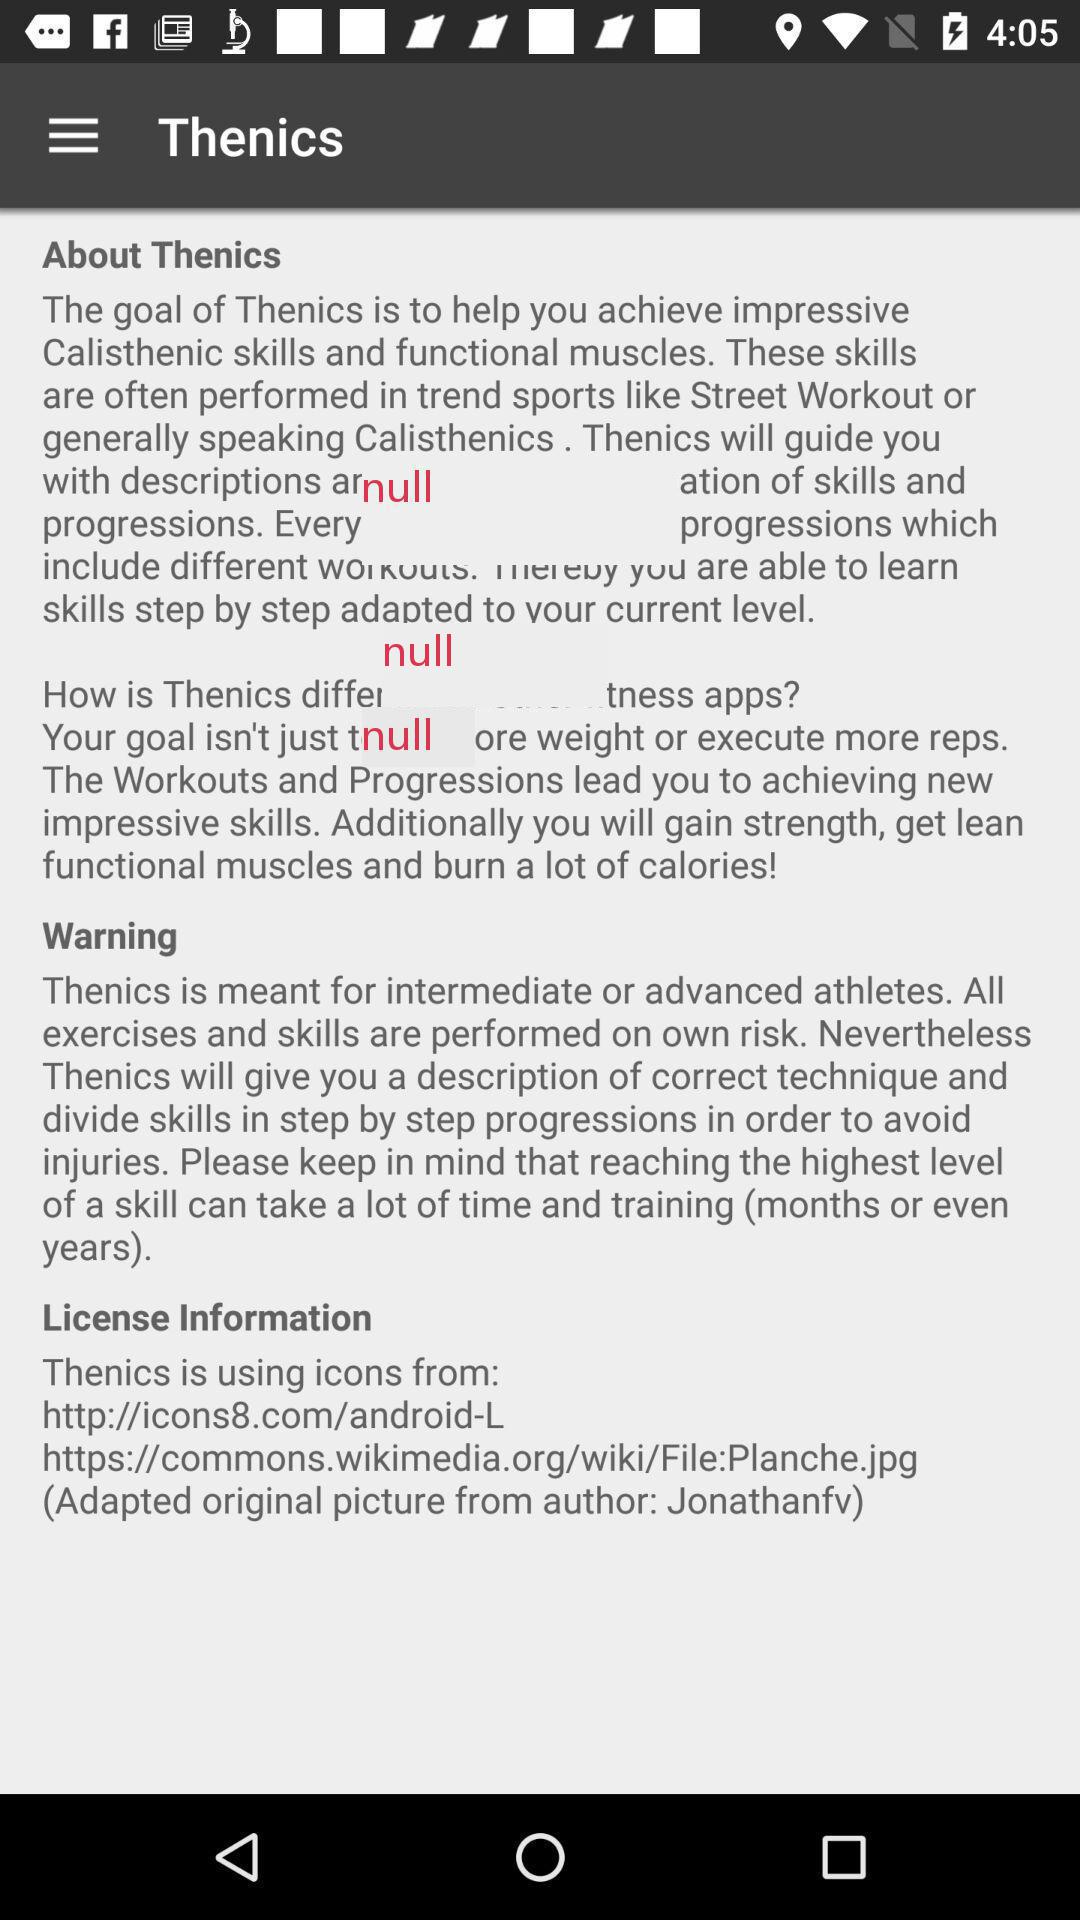 4:05
Thenics
About Thenics
The goal of Thenics is to help you achieve impressive
Calisthenic skills and functional muscles. These skills
are often performed in trend sports like Street Workout or
generally speaking Calisthenics . Thenics will guide you
with descriptions ar null ation of skills and
progressions. Every progressions which
include different workouts. Thereby you are able to learn
skills step by step adapted to your current level.
null
How is Thenics differ tness apps?
Your goal isn't just t null ore weight or execute more reps.
The Workouts and Progressions lead you to achieving new
impressive skills. Additionally you will gain strength, get lean
functional muscles and burn a lot of calories!
Warning
Thenics is meant for intermediate or advanced athletes. All
exercises and skills are performed on own risk. Nevertheless
Thenics will give you a description of correct technique and
divide skills in step by step progressions in order to avoid
injuries. Please keep in mind that reaching the highest level
of a skill can take a lot of time and training (months or even
years).
License Information
Thenics is using icons from:
http://icons8.com/android-L
https://commons.wikimedia.org/wiki/File:Planche.jpg
(Adapted original picture from author: Jonathanfv)